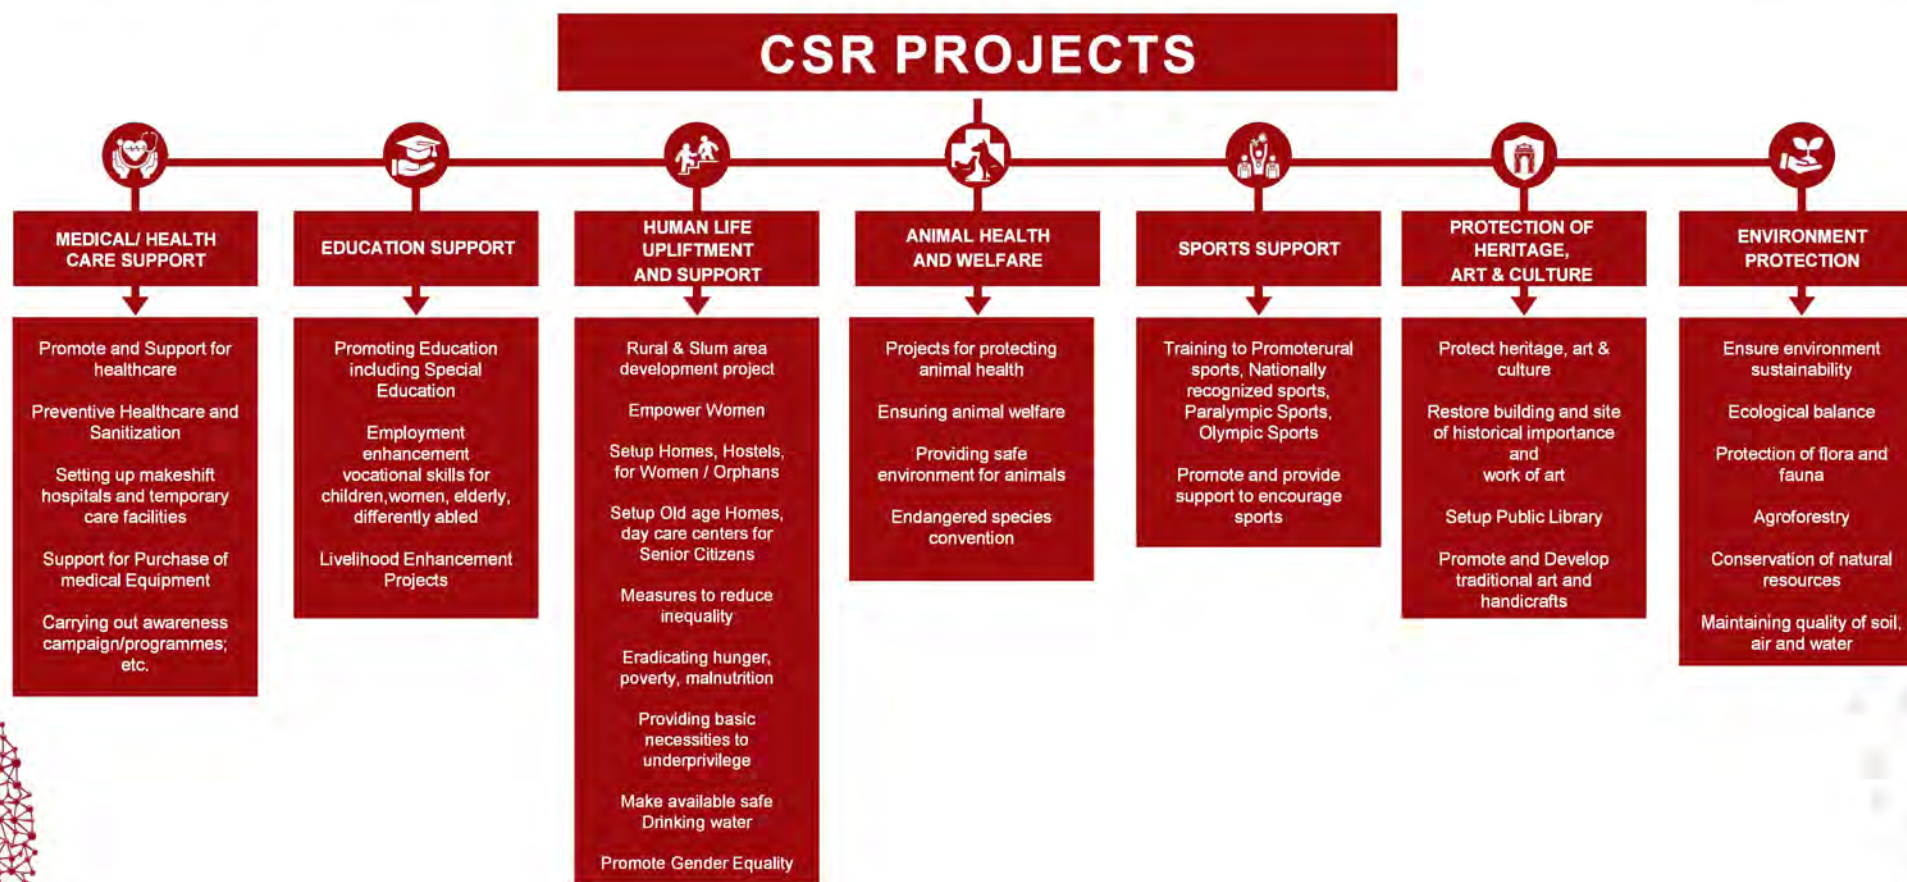 CSR PROJECTS
MEDICAL/ HEALTH
CARE SUPPORT
Promote and Support for
healthcare
Preventive Healthcare and
Sanitization
Setting up makeshift
hospitals and temporary
care facilities
Support for Purchase of
medical Equipment
Carrying out awareness
campaign/programmes;
etc.
EDUCATION SUPPORT
Promoting Education
including Special
Education
Employment
enhancement
vocational skills for
children,women, elderly,
differently abled
Livelihood Enhancement
Projects
HUMAN LIFE
UPLIFTMENT
AND SUPPORT
Rural & Slum area
development project
Empower Women
Setup Homes, Hostels,
for Women / Orphans
Setup Old age Homes,
day care centers for
Senior Citizens
Measures to reduce
inequality
Eradicating hunger,
poverty, malnutrition
Providing basic
necessities to
underprivilege
Make available safe
Drinking water
Promote Gender Equality
ANIMAL HEALTH
AND WELFARE
Projects for protecting
animal health
Ensuring animal welfare
Providing safe
environment for animals
Endangered species
convention
SPORTS SUPPORT
Training to Promoterural
sports, Nationally
recognized sports,
Paralympic Sports,
Olympic Sports
Promote and provide
support to encourage
sports
PROTECTION OF
HERITAGE,
ART & CULTURE
Protect heritage, art &
culture
Restore building and site
of historical importance
and
work of art
Setup Public Library
Promote and Develop
traditional art and
handicrafts
ENVIRONMENT
PROTECTION
Ensure environment
sustainability
Ecological balance
Protection of flora and
fauna
Agroforestry
Conservation of natural
resources
Maintaining quality of soil,
air and water